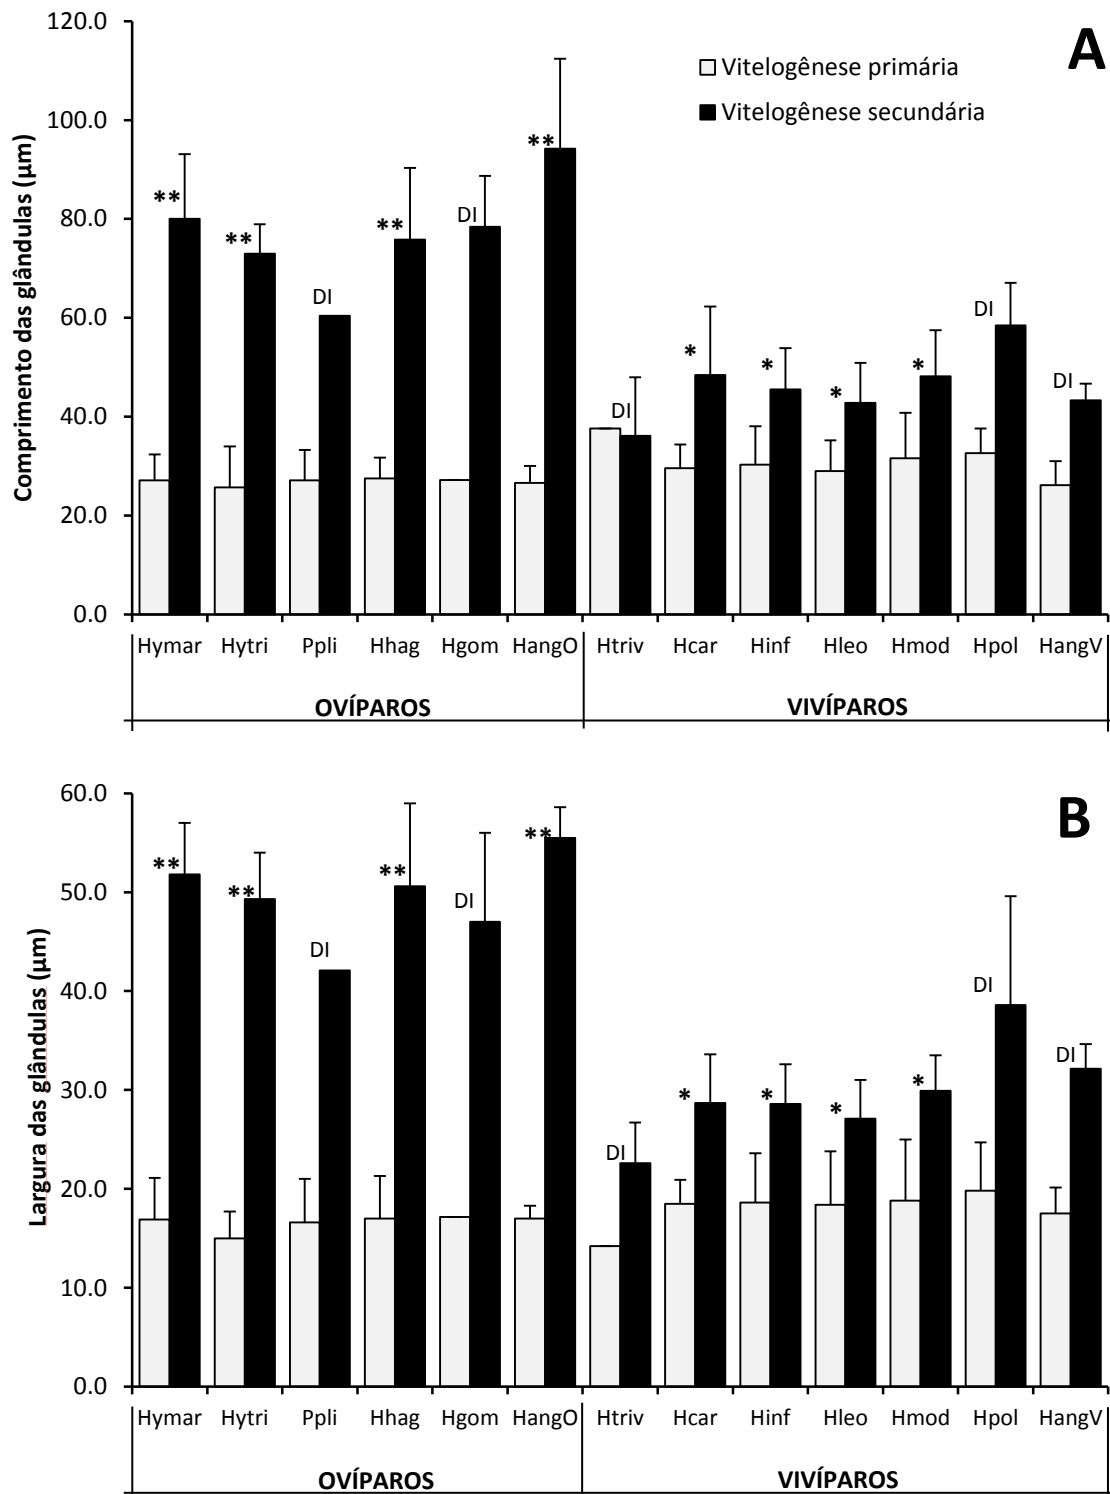 A
120.0
100.0
80.0
60.0
40.0
20.0
0.0
Comprimento das glândulas (µm)
Vitelogênese primária
Vitelogênese secundária
** ** DI ** DI ** DI * * * * DI DI
Hymar Hytri Ppli Hhag Hgom HangO Htriv Hcar Hinf Hleo Hmod Hpol HangV
OVÍPAROS VIVÍPAROS
B
60.0
50.0
40.0
30.0
20.0
10.0
0.0
Largura das glândulas (µm)
** ** DI ** DI ** DI * * * * DI DI
Hymar Hytri Ppli Hhag Hgom HangO Htriv Hcar Hinf Hleo Hmod Hpol HangV
OVÍPAROS VIVÍPAROS